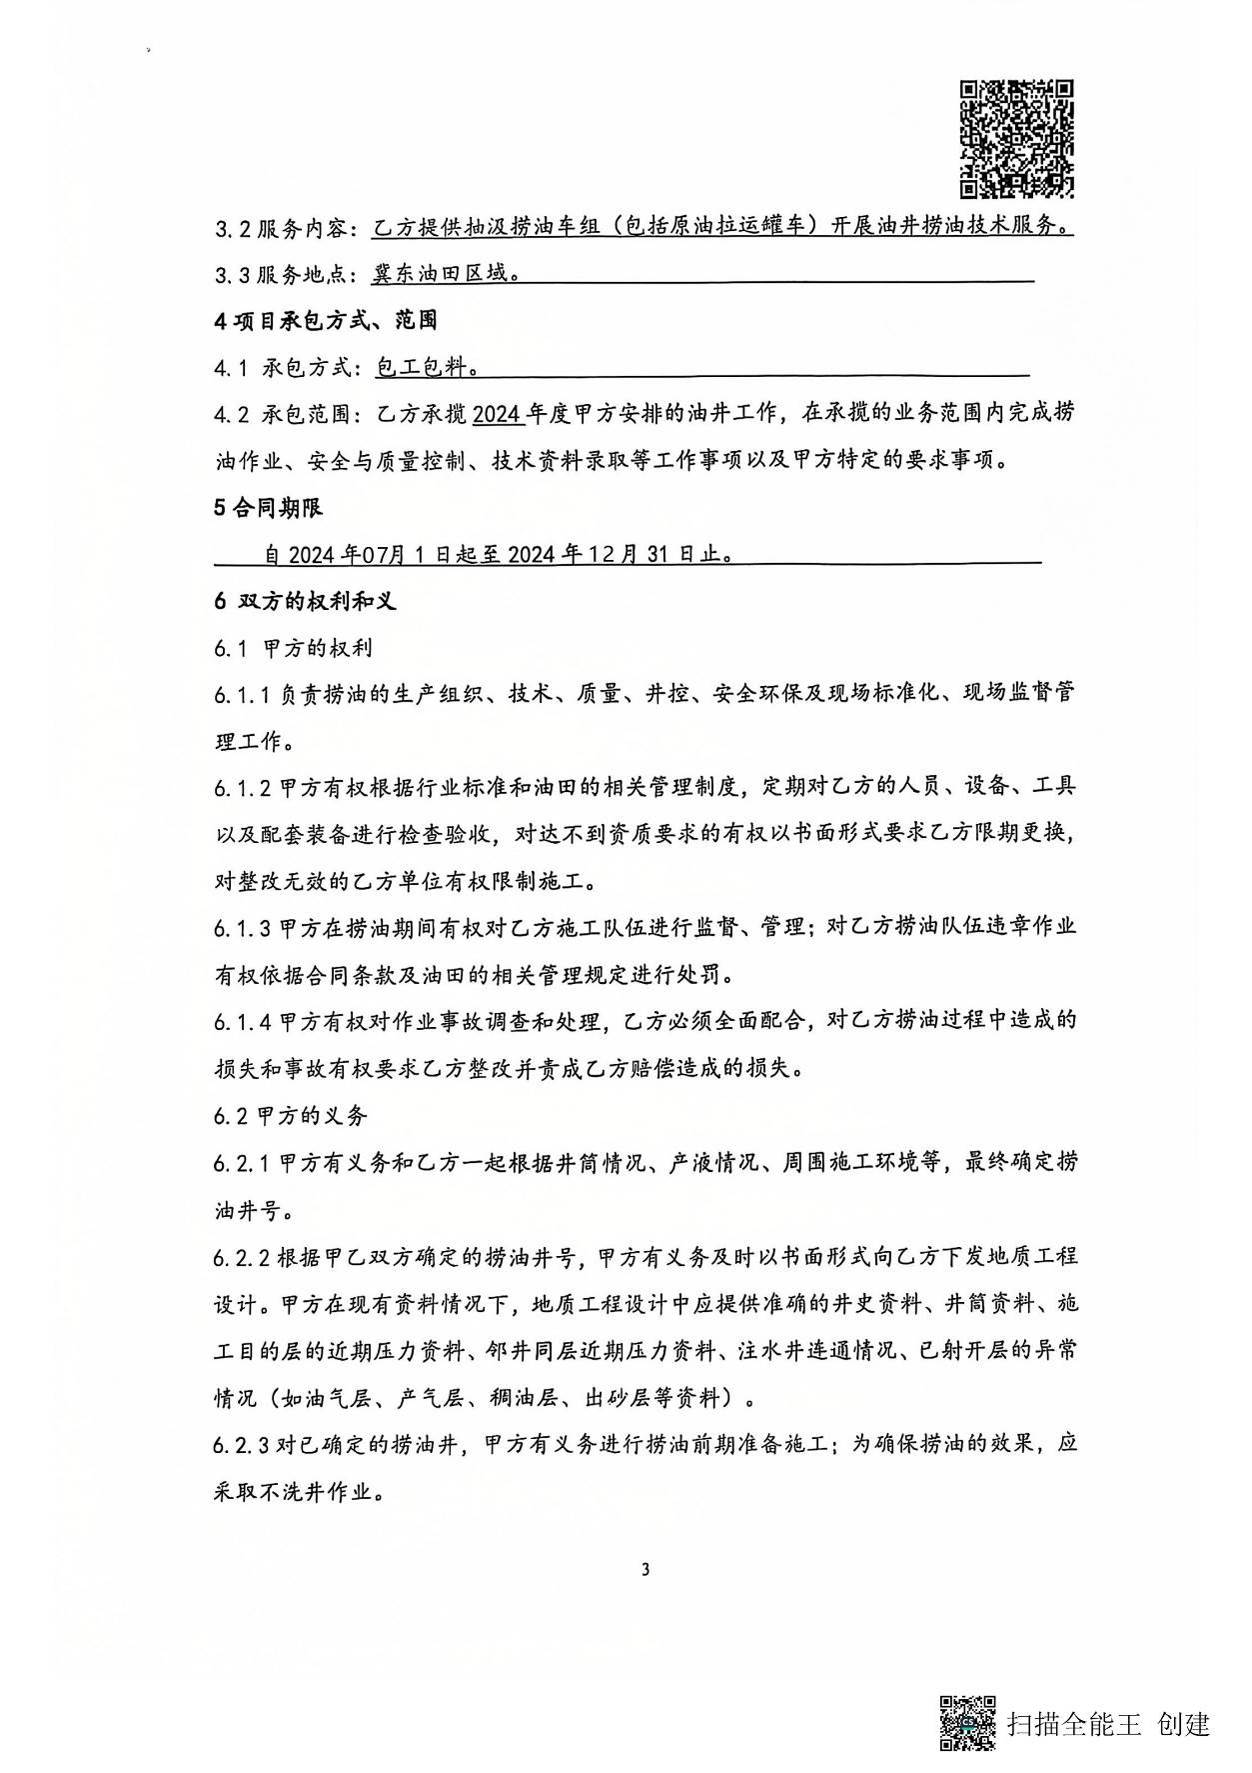 3.2服务内容：乙方提供抽汲捞油车组（包括原油拉运罐车）开展油井捞油技术服务。
3.3服务地点：冀东油田区域。
4项目承包方式、范围
4.1 承包方式：包工包料。
4.2 承包范围：乙方承揽2024年度甲方安排的油井工作，在承揽的业务范围内完成捞
油作业、安全与质量控制、技术资料录取等工作事项以及甲方特定的要求事项。
5合同期限
自2024年07月1日起至2024年12月31日止。
6 双方的权利和义
6.1 甲方的权利
6.1.1负责捞油的生产组织、技术、质量、井控、安全环保及现场标准化、现场监督管
理工作。
6.1.2甲方有权根据行业标准和油田的相关管理制度，定期对乙方的人员、设备、工具
以及配套装备进行检查验收，对达不到资质要求的有权以书面形式要求乙方限期更换，
对整改无效的乙方单位有权限制施工。
6.1.3甲方在捞油期间有权对乙方施工队伍进行监督、管理；对乙方捞油队伍违章作业
有权依据合同条款及油田的相关管理规定进行处罚。
6.1.4甲方有权对作业事故调查和处理，乙方必须全面配合，对乙方捞油过程中造成的
损失和事故有权要求乙方整改并责成乙方赔偿造成的损失。
6.2甲方的义务
6.2.1甲方有义务和乙方一起根据井筒情况、产液情况、周围施工环境等，最终确定捞
油井号。
6.2.2根据甲乙双方确定的捞油井号，甲方有义务及时以书面形式向乙方下发地质工程
设计。甲方在现有资料情况下，地质工程设计中应提供准确的井史资料、井筒资料、施
工目的层的近期压力资料、邻井同层近期压力资料、注水井连通情况、已射开层的异常
情况（如油气层、产气层、稠油层、出砂层等资料）。
6.2.3对已确定的捞油井，甲方有义务进行捞油前期准备施工；为确保捞油的效果，应
采取不洗井作业。
3
扫描全能王 创建